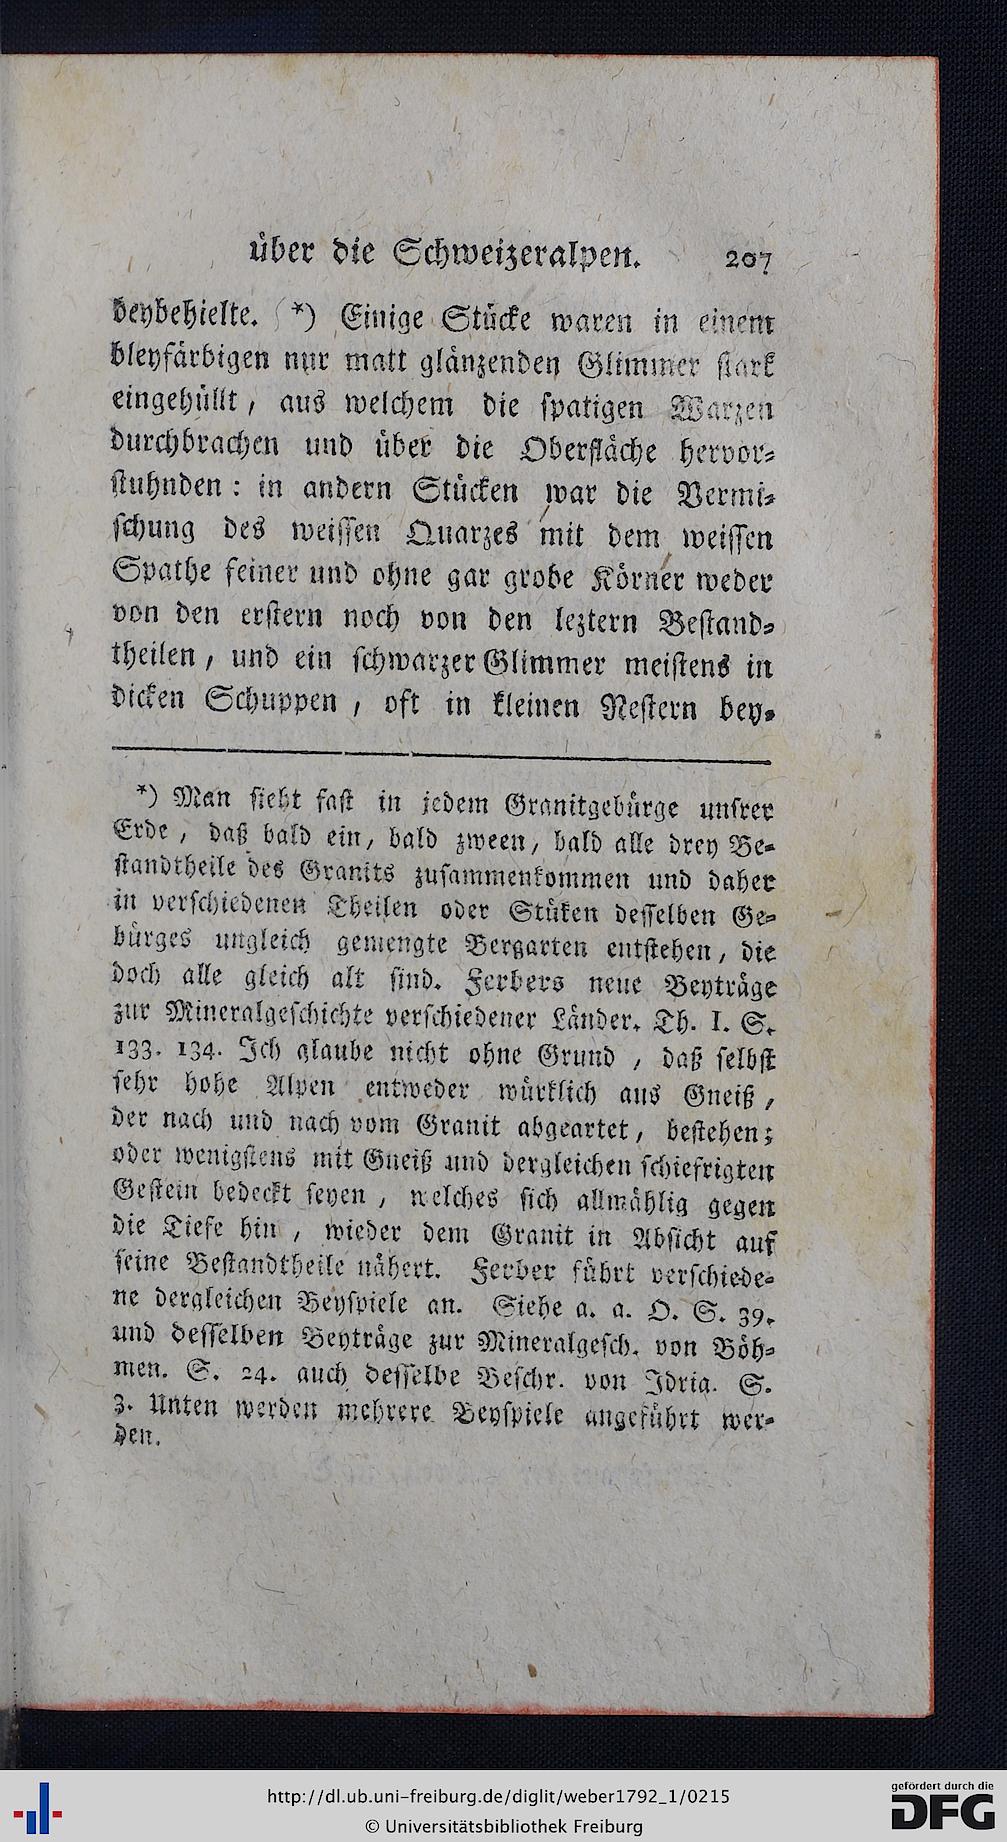 über die Schweizeralpen. 207
beybehielte. (*) Einige Stücke waren in einem
bleyfärbigen nur matt glänzenden Glimmer stark
eingehüllt, aus welchem die spatigen Warzen
durchbrachen und über die Oberfläche hervor-
stuhnden: in andern Stücken war die Vermi-
schung des weissen Quarzes mit dem weissen
Spathe feiner und ohne gar grobe Körner weder
von den erstern noch von den leztern Bestand-
theilen, und ein schwarzer Glimmer meistens in
dicken Schuppen, oft in kleinen Nestern bey-
*) Man sieht fast in jedem Granitgebürge unsrer
Erde, daß bald ein, bald zween, bald alle drey Be-
standtheile des Granits zusammenkommen und daher
in verschiedenen Theilen oder Stüken desselben Ge-
bürges ungleich gemengte Bergarten entstehen, die
doch alle gleich alt sind. Ferbers neue Beyträge
zur Mineralgeschichte verschiedener Länder. Th. I. S.
133. 134. Ich glaube nicht ohne Grund, daß selbst
sehr hohe Alpen entweder würklich aus Gneiß,
der nach und nach vom Granit abgeartet, bestehen;
oder wenigstens mit Gneiß und dergleichen schiefrigten
Gestein bedeckt seyen, welches sich allmählig gegen
die Tiefe hin, wieder dem Granit in Absicht auf
seine Bestandtheile nähert. Ferber führt verschiede-
ne dergleichen Beyspiele an. Siehe a. a. O. S. 39.
und desselben Beyträge zur Mineralgesch. von Böh-
men. S. 24. auch desselbe Beschr. von Idria. S.
3. Unten werden mehrere Beyspiele angeführt wer-
den.
http://dl.ub.uni-freiburg.de/diglit/weber1792_1/0215
© Universitätsbibliothek Freiburg
gefördert durch die
DFG